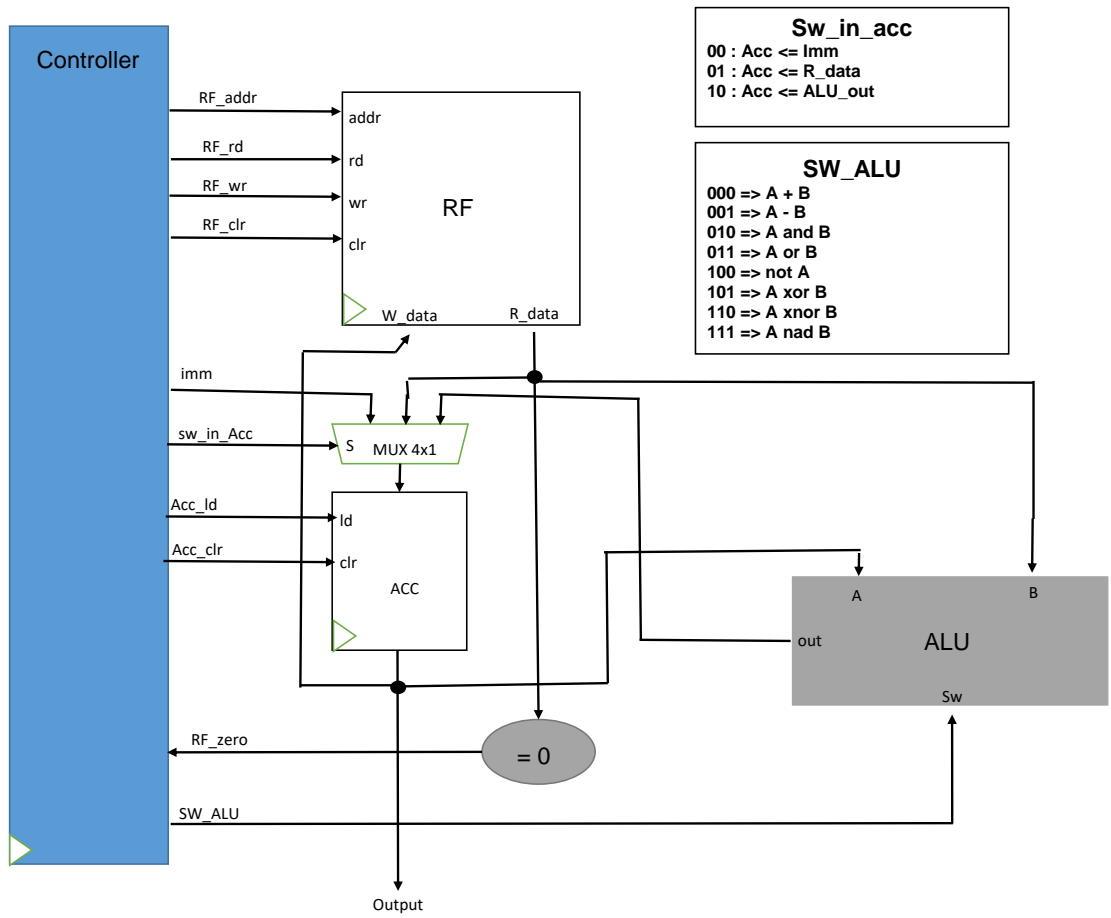 Controller
RF_addr
RF_rd
RF_wr
RF_clr
addr
rd
wr
clr
RF
W_data
R_data
Sw_in_acc
00 : Acc <= Imm
01 : Acc <= R_data
10 : Acc <= ALU_out
SW_ALU
000 => A + B
001 => A - B
010 => A and B
011 => A or B
100 => not A
101 => A xor B
110 => A xnor B
111 => A nad B
imm
sw_in_Acc
S
MUX 4x1
Acc_ld
Acc_clr
ld
clr
ACC
A
B
out
ALU
Sw
RF_zero
= 0
SW_ALU
Output